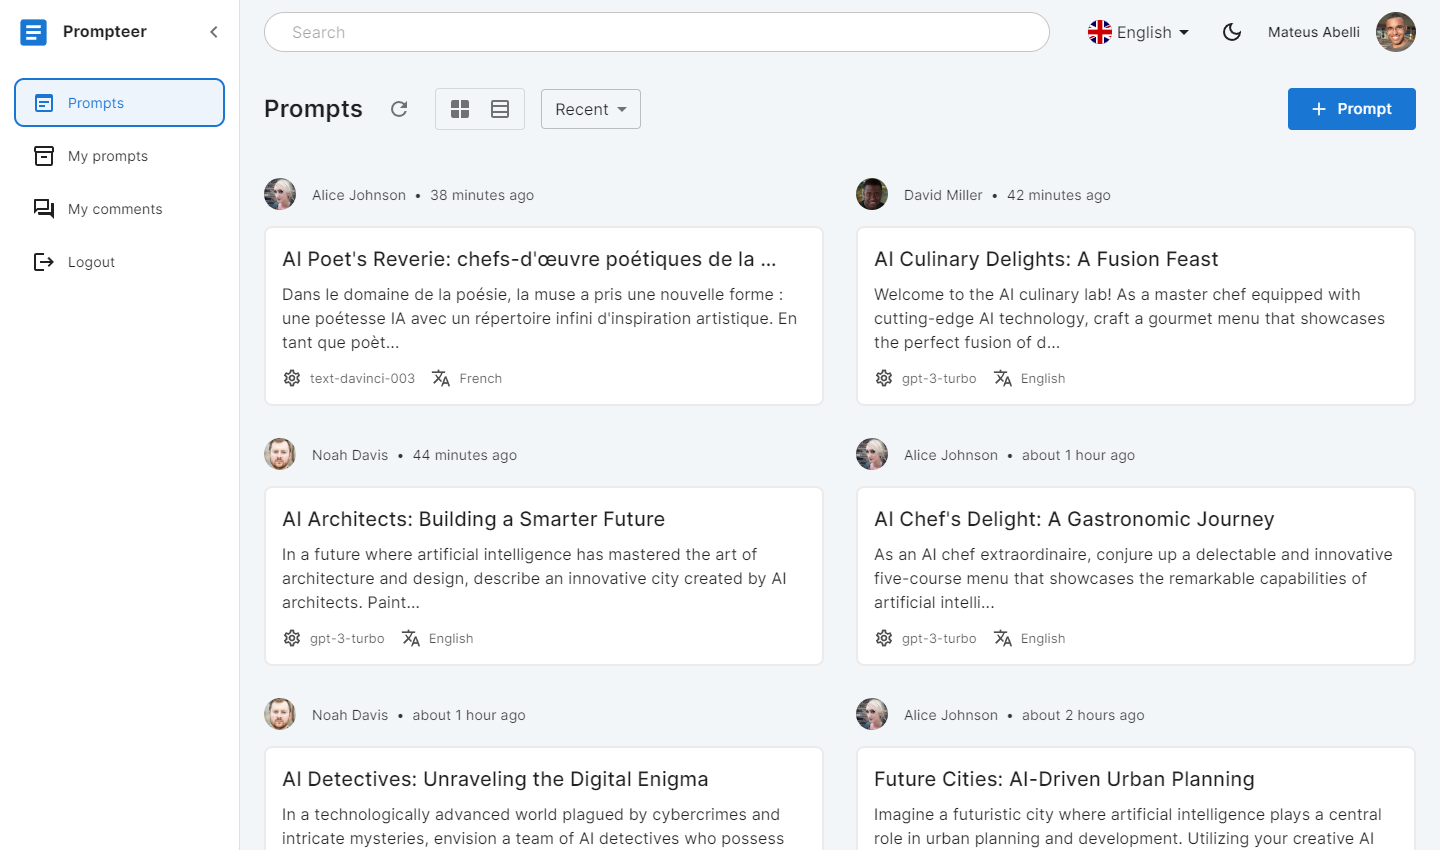 Prompteer
Prompts
My prompts
My comments
Logout
Search
English
Mateus Abelli
Prompts
Recent
Prompt
Alice Johnson • 38 minutes ago
AI Poet's Reverie: chefs-d'œuvre poétiques de la ...
Dans le domaine de la poésie, la muse a pris une nouvelle forme :
une poétesse IA avec un répertoire infini d'inspiration artistique. En
tant que poèt...
text-davinci-003 French
David Miller • 42 minutes ago
AI Culinary Delights: A Fusion Feast
Welcome to the AI culinary lab! As a master chef equipped with
cutting-edge AI technology, craft a gourmet menu that showcases
the perfect fusion of d...
gpt-3-turbo English
Noah Davis • 44 minutes ago
AI Architects: Building a Smarter Future
In a future where artificial intelligence has mastered the art of
architecture and design, describe an innovative city created by AI
architects. Paint...
gpt-3-turbo English
Alice Johnson • about 1 hour ago
AI Chef's Delight: A Gastronomic Journey
As an AI chef extraordinaire, conjure up a delectable and innovative
five-course menu that showcases the remarkable capabilities of
artificial intelli...
gpt-3-turbo English
Noah Davis • about 1 hour ago
AI Detectives: Unraveling the Digital Enigma
In a technologically advanced world plagued by cybercrimes and
intricate mysteries, envision a team of AI detectives who possess
Alice Johnson • about 2 hours ago
Future Cities: AI-Driven Urban Planning
Imagine a futuristic city where artificial intelligence plays a central
role in urban planning and development. Utilizing your creative AI